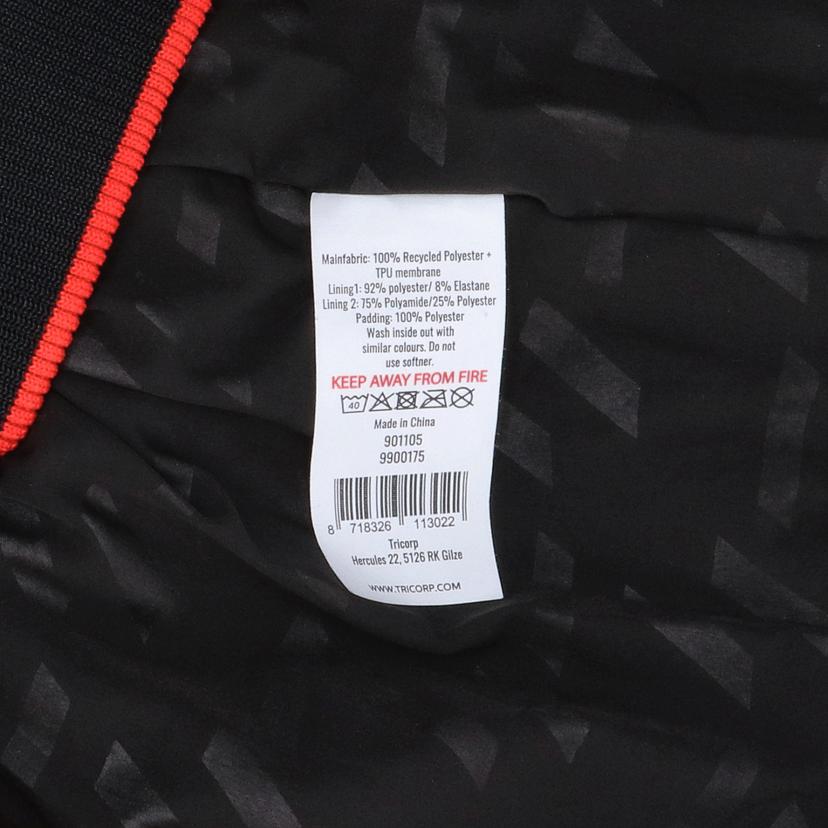 Mainfabric: 100% Recycled Polyester +
TPU membrane
Lining1: 92% polyester/ 8% Elastane
Lining 2: 75% Polyamide/25% Polyester
Padding: 100% Polyester
Wash inside out with
similar colours. Do not
use softner.
KEEP AWAY FROM FIRE
40
Made in China
901105
9900175
8 718326 113022
Tricorp
Hercules 22, 5126 RK Gilze
WWW.TRICORP.COM